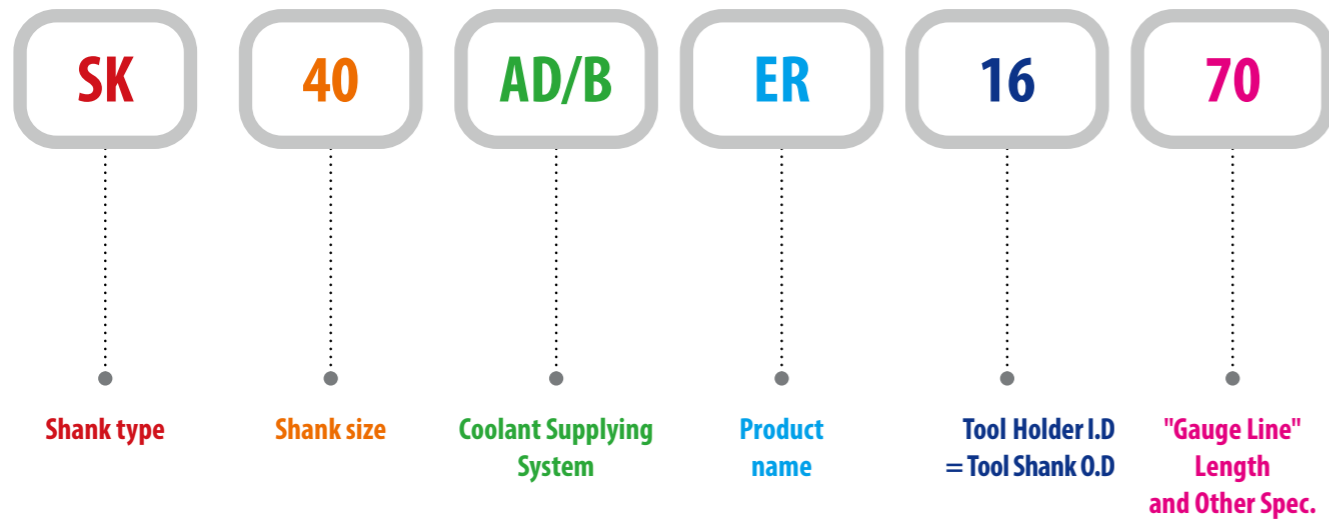 SK 40 AD/B ER 16 70
Shank type
Shank size
Coolant Supplying
System
Product
name
Tool Holder I.D
= Tool Shank O.D
"Gauge Line"
Length
and Other Spec.